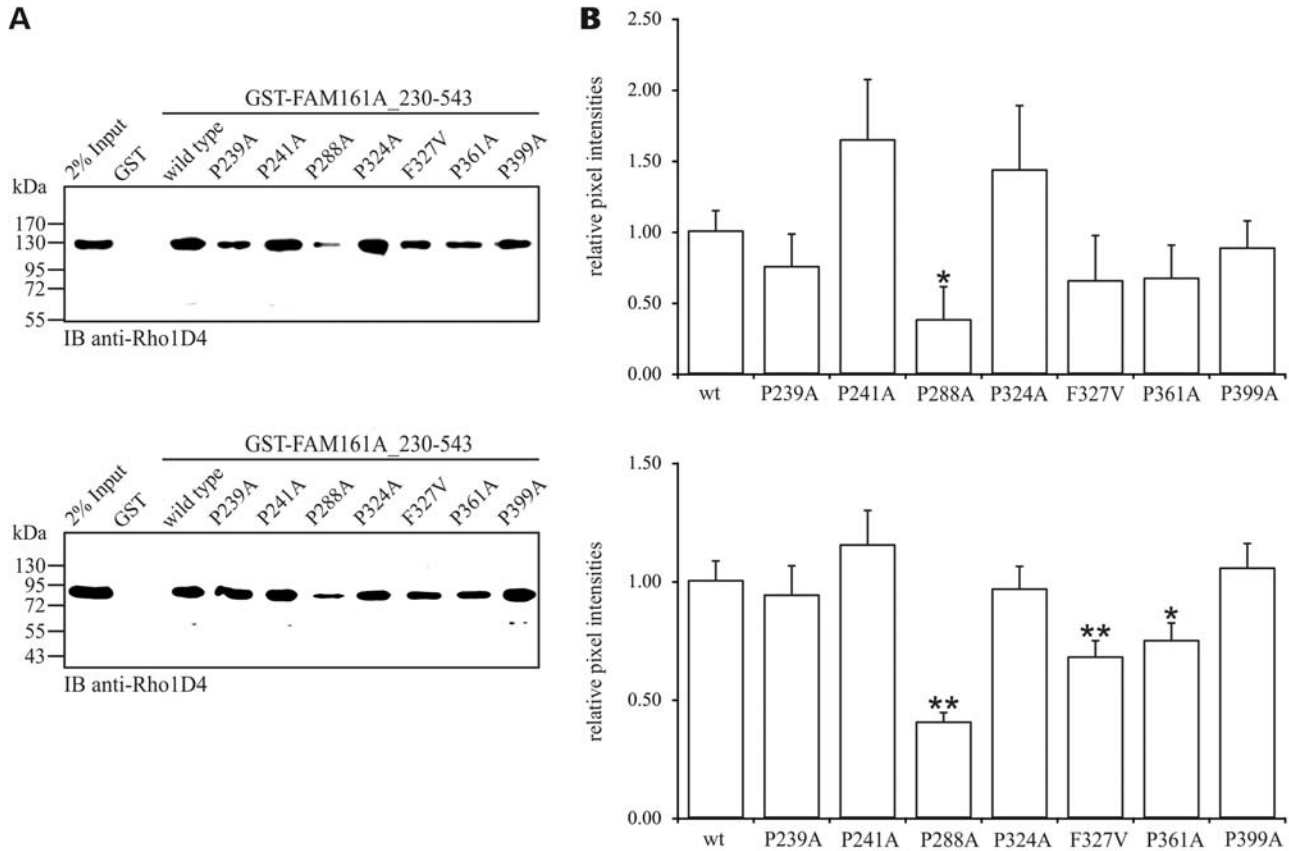 A
GST-FAM161A_230-543
2% Input GST wild type P239A P241A P288A P324A F327V P361A P399A
kDa
170
130
95
72
55
IB anti-Rho1D4
GST-FAM161A_230-543
2% Input GST wild type P239A P241A P288A P324A F327V P361A P399A
kDa
130
95
72
55
43
IB anti-Rho1D4
B
relative pixel intensities
2.50
2.00
1.50
1.00
0.50
0.00
*
wt P239A P241A P288A P324A F327V P361A P399A
relative pixel intensities
1.50
1.00
0.50
0.00
** ** *
wt P239A P241A P288A P324A F327V P361A P399A